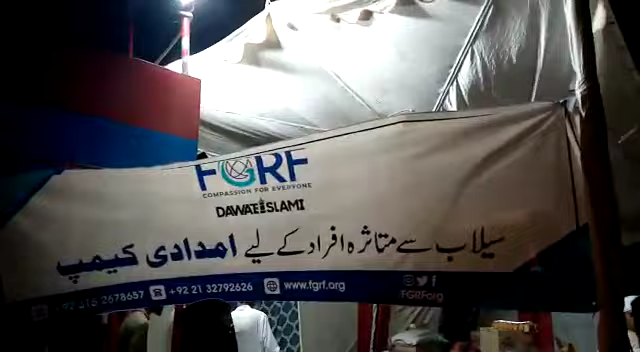 FGRF
COMPASSION FOR EVERYONE
DAWATEISLAMI
سیلاب سے متاثرہ افراد کے لیے امدادی کیمپ
2678657 +92 21 32792626 www.fgrf.org
FGRForg